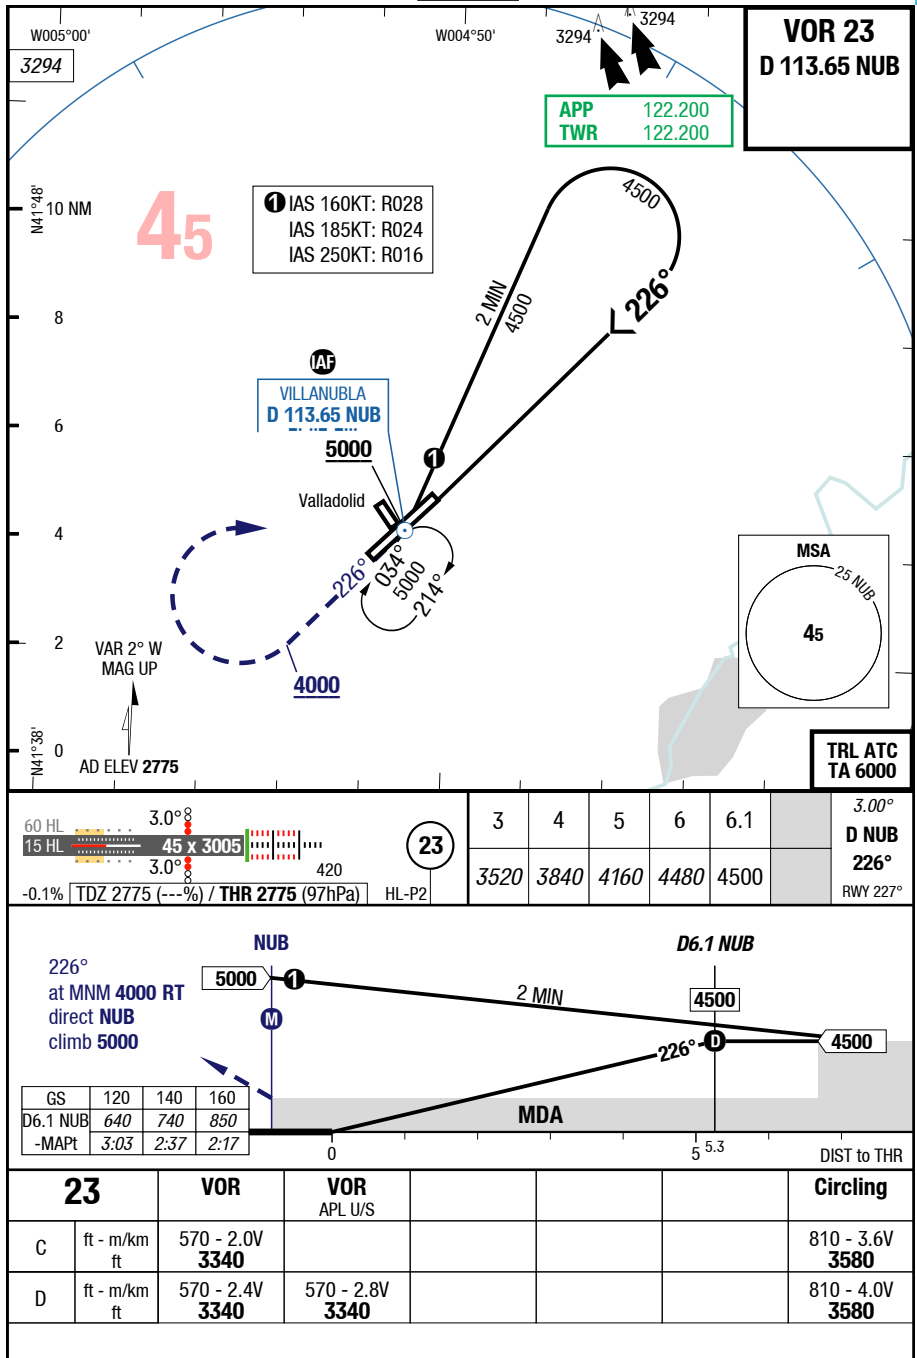 W005°00'
W004°50'
3294
3294
3294
VOR 23
D 113.65 NUB
APP 122.200
TWR 122.200
N41°48'
10 NM
45
1 IAS 160KT: R028
IAS 185KT: R024
IAS 250KT: R016
4500
2 MIN
4500
226°
8
IAF
VILLANUBLA
D 113.65 NUB
6
5000
1
Valladolid
4
226°
034°
5000
214°
MSA
25 NUB
45
2
VAR 2° W
MAG UP
4000
N41°38'
0
AD ELEV 2775
TRL ATC
TA 6000
60 HL
15 HL
3.0°
45 x 3005
3.0°
420
-0.1%
TDZ 2775 (---%) / THR 2775 (97hPa)
HL-P2
23
3 4 5 6 6.1
3520 3840 4160 4480 4500
3.00°
D NUB
226°
RWY 227°
NUB
D6.1 NUB
226°
at MNM 4000 RT
direct NUB
climb 5000
5000
1
2 MIN
4500
M
226°
D
4500
MDA
GS 120 140 160
D6.1 NUB 640 740 850
-MAPt 3:03 2:37 2:17
0
5
5.3
DIST to THR
23 VOR VOR Circling
APL U/S
C ft - m/km 570 - 2.0V 810 - 3.6V
ft 3340 3580
D ft - m/km 570 - 2.4V 570 - 2.8V 810 - 4.0V
ft 3340 3340 3580